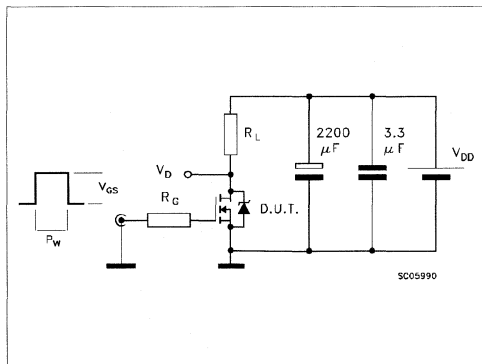 R_L
2200
μF
3.3
μF
V_DD
V_D
V_GS
R_G
D.U.T.
P_W
SC05990